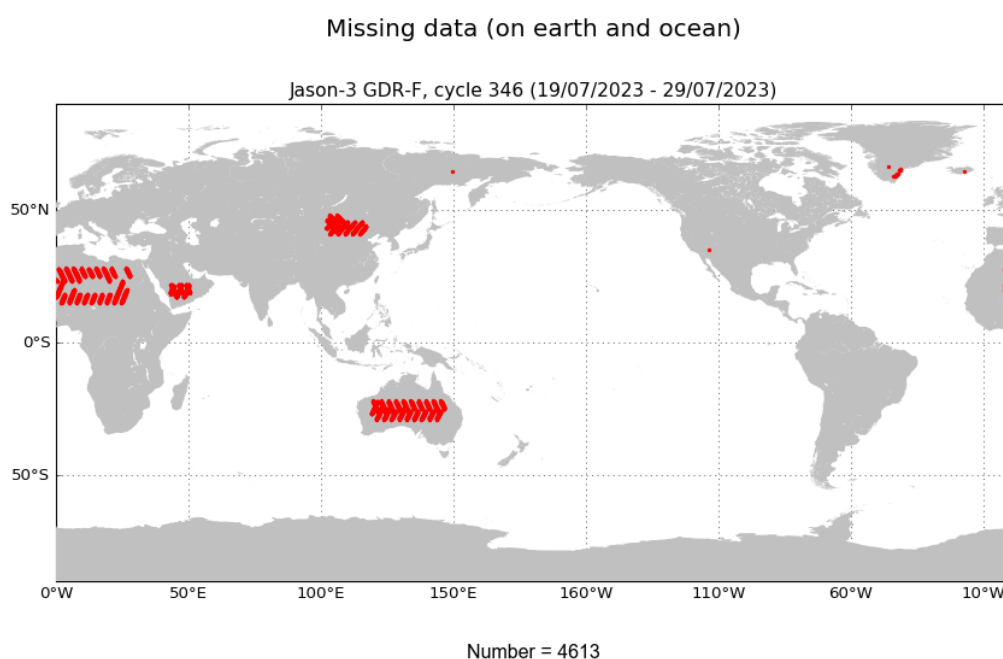 Missing data (on earth and ocean)
Jason-3 GDR-F, cycle 346 (19/07/2023 - 29/07/2023)
50°N
0°S
50°S
0°W 50°E 100°E 150°E 160°W 110°W 60°W 10°W
Number = 4613